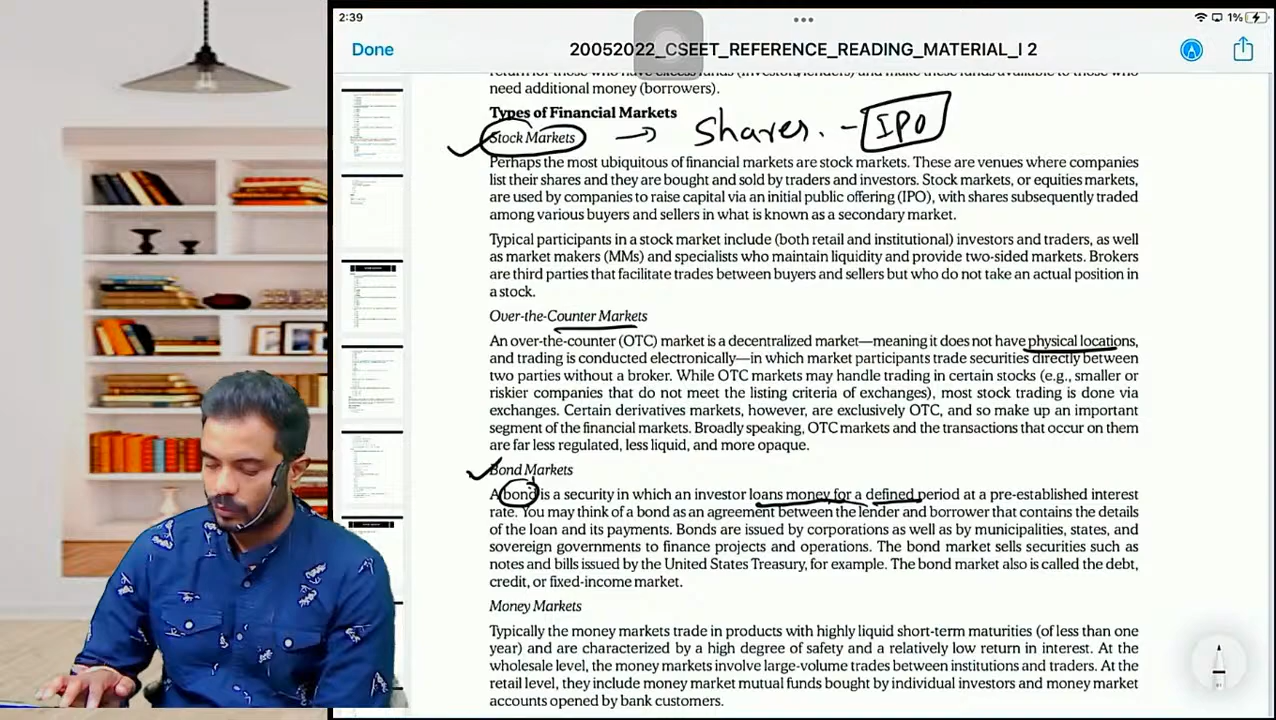 2:39
1%
Done
20052022_CSEET_REFERENCE_READING_MATERIAL_I 2
return for those who have excess funds (investors/lenders) and make these funds available to those who
need additional money (borrowers).
Types of Financial Markets
Stock Markets → Shares. - IPO
Perhaps the most ubiquitous of financial markets are stock markets. These are venues where companies
list their shares and they are bought and sold by traders and investors. Stock markets, or equities markets,
are used by companies to raise capital via an initial public offering (IPO), with shares subsequently traded
among various buyers and sellers in what is known as a secondary market.
Typical participants in a stock market include (both retail and institutional) investors and traders, as well
as market makers (MMs) and specialists who maintain liquidity and provide two-sided markets. Brokers
are third parties that facilitate trades between buyers and sellers but who do not take an actual position in
a stock.
Over-the-Counter Markets
An over-the-counter (OTC) market is a decentralized market—meaning it does not have physical locations,
and trading is conducted electronically—in which market participants trade securities directly between
two parties without a broker. While OTC markets may handle trading in certain stocks (e.g., smaller or
riskier companies that do not meet the listing criteria of exchanges), most stock trading is done via
exchanges. Certain derivatives markets, however, are exclusively OTC, and so make up an important
segment of the financial markets. Broadly speaking, OTC markets and the transactions that occur on them
are far less regulated, less liquid, and more opaque.
Bond Markets
A bond is a security in which an investor loans money for a defined period at a pre-established interest
rate. You may think of a bond as an agreement between the lender and borrower that contains the details
of the loan and its payments. Bonds are issued by corporations as well as by municipalities, states, and
sovereign governments to finance projects and operations. The bond market sells securities such as
notes and bills issued by the United States Treasury, for example. The bond market also is called the debt,
credit, or fixed-income market.
Money Markets
Typically the money markets trade in products with highly liquid short-term maturities (of less than one
year) and are characterized by a high degree of safety and a relatively low return in interest. At the
wholesale level, the money markets involve large-volume trades between institutions and traders. At the
retail level, they include money market mutual funds bought by individual investors and money market
accounts opened by bank customers.